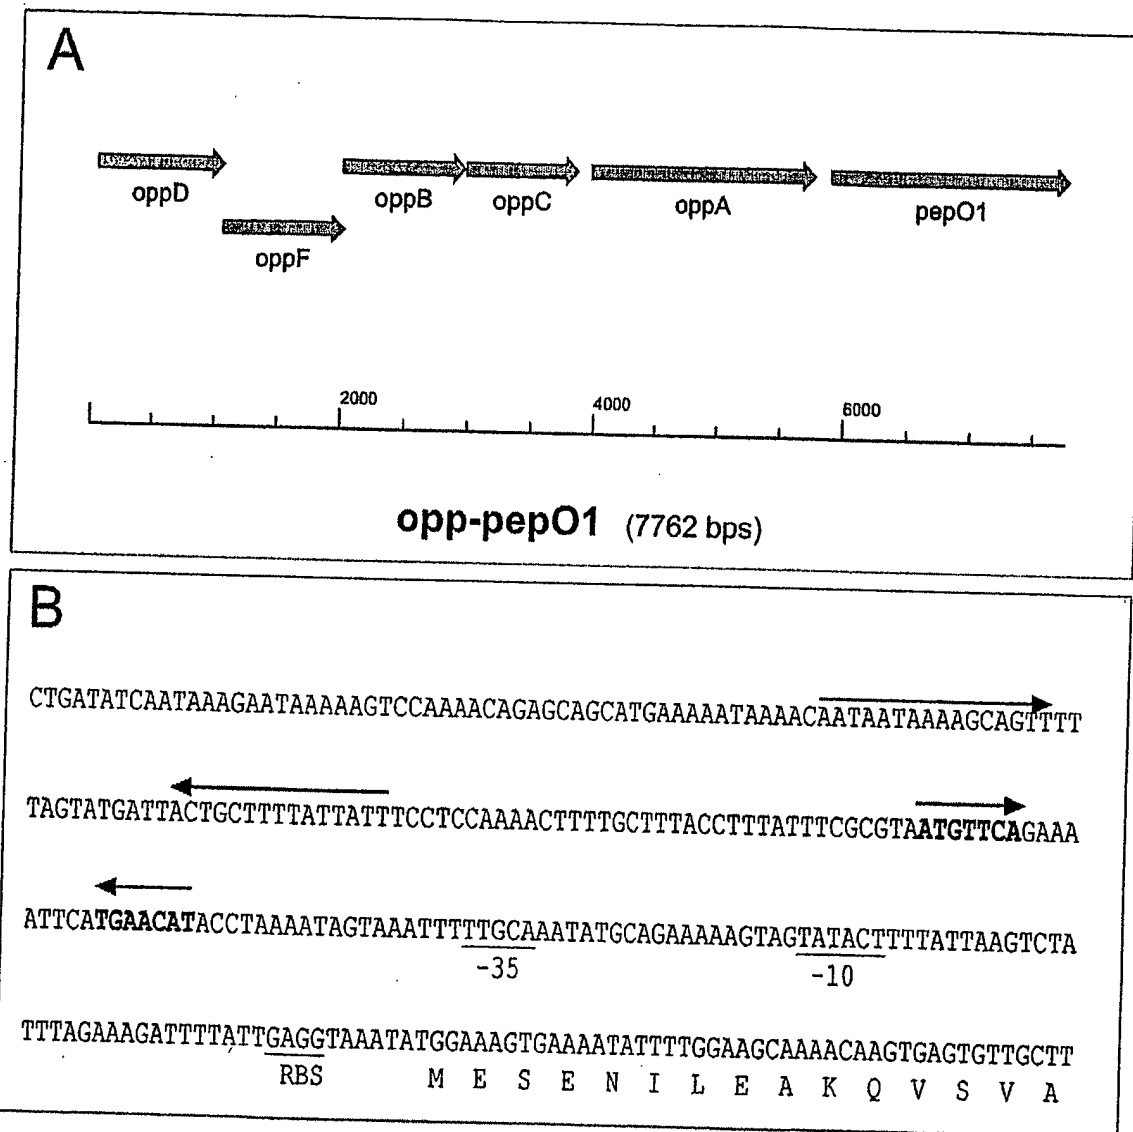 A
oppD
oppF
oppB
oppC
oppA
pepO1
2000
4000
6000
opp-pepO1 (7762 bps)
B
CTGATATCAATAAAGAATAAAAAGTCCAAAACAGAGCAGCATGAAAAATAAAACAATAATAAAAGCAGTTTT
TAGTATGATTACTGCTTTTATTATTTCCTCCAAAACTTTTGCTTTACCTTTATTTCGCGTAATGTTCAGAAA
ATTCATGAACATACCTAAAATAGTAAATTTTTGCAAATATGCAGAAAAAGTAGTATACTTTTATTAAGTCTA
-35 -10
TTTAGAAAGATTTTATTGAGGTAAATATGGAAAGTGAAAATATTTTGGAAGCAAAACAAGTGAGTGTTGCTT
RBS M E S E N I L E A K Q V S V A